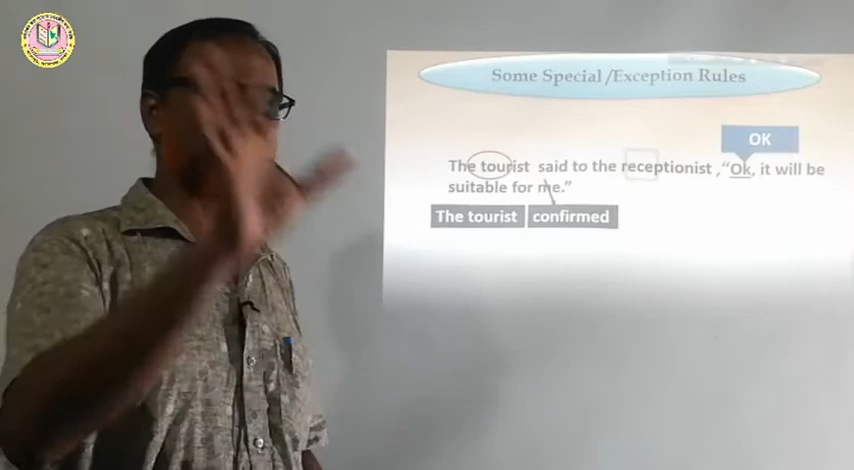 Some Special /Exception Rules
OK
The tourist said to the receptionist ,“Ok, it will be
suitable for me.”
The tourist confirmed